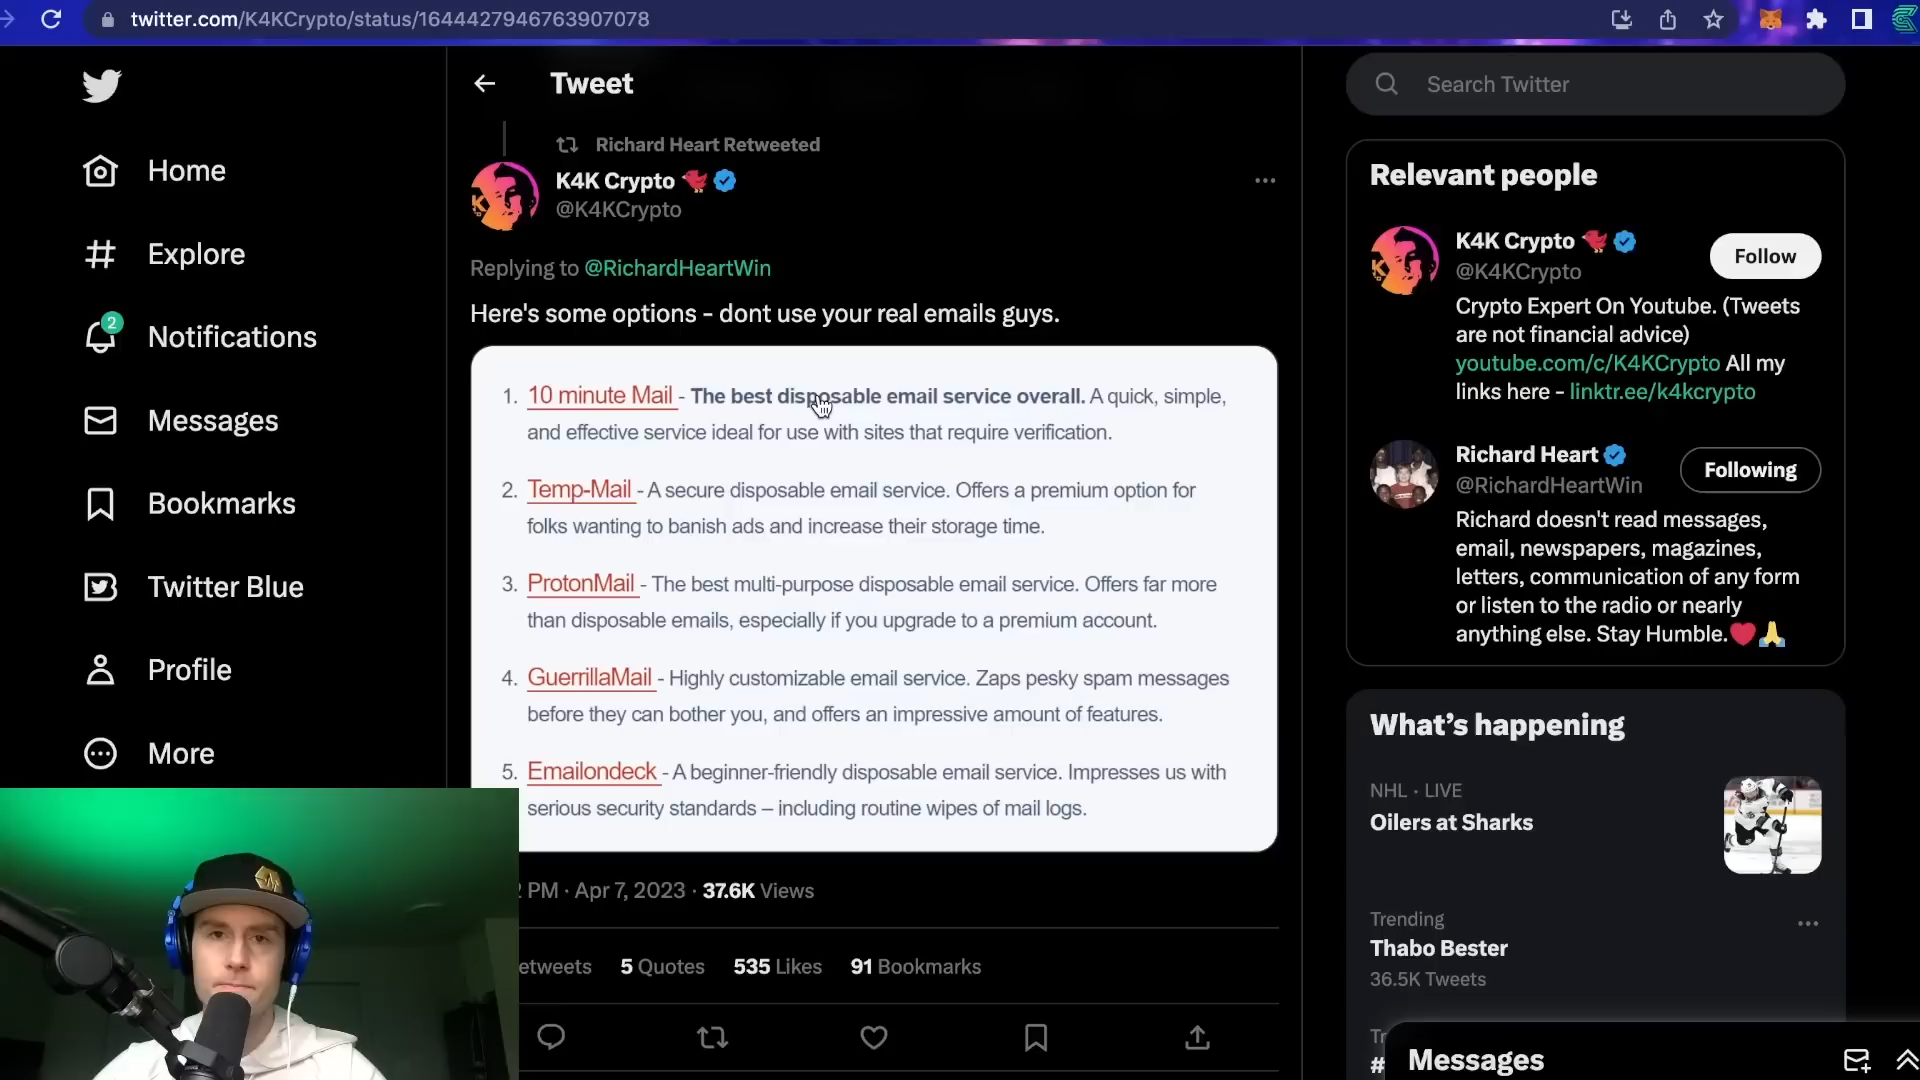 twitter.com/K4KCrypto/status/1644427946763907078
Home
Explore
2
Notifications
Messages
Bookmarks
Twitter Blue
Profile
More
Tweet
Richard Heart Retweeted
K4K Crypto
@K4KCrypto
Replying to @RichardHeartWin
Here's some options - dont use your real emails guys.
1. 10 minute Mail - The best disposable email service overall. A quick, simple,
and effective service ideal for use with sites that require verification.
2. Temp-Mail - A secure disposable email service. Offers a premium option for
folks wanting to banish ads and increase their storage time.
3. ProtonMail - The best multi-purpose disposable email service. Offers far more
than disposable emails, especially if you upgrade to a premium account.
4. GuerrillaMail - Highly customizable email service. Zaps pesky spam messages
before they can bother you, and offers an impressive amount of features.
5. Emailondeck - A beginner-friendly disposable email service. Impresses us with
serious security standards – including routine wipes of mail logs.
PM · Apr 7, 2023 · 37.6K Views
etweets 5 Quotes 535 Likes 91 Bookmarks
Search Twitter
Relevant people
K4K Crypto
@K4KCrypto
Follow
Crypto Expert On Youtube. (Tweets
are not financial advice)
youtube.com/c/K4KCrypto All my
links here - linktr.ee/k4kcrypto
Richard Heart
@RichardHeartWin
Following
Richard doesn't read messages,
email, newspapers, magazines,
letters, communication of any form
or listen to the radio or nearly
anything else. Stay Humble.
What's happening
NHL · LIVE
Oilers at Sharks
Trending
Thabo Bester
36.5K Tweets
#
Messages